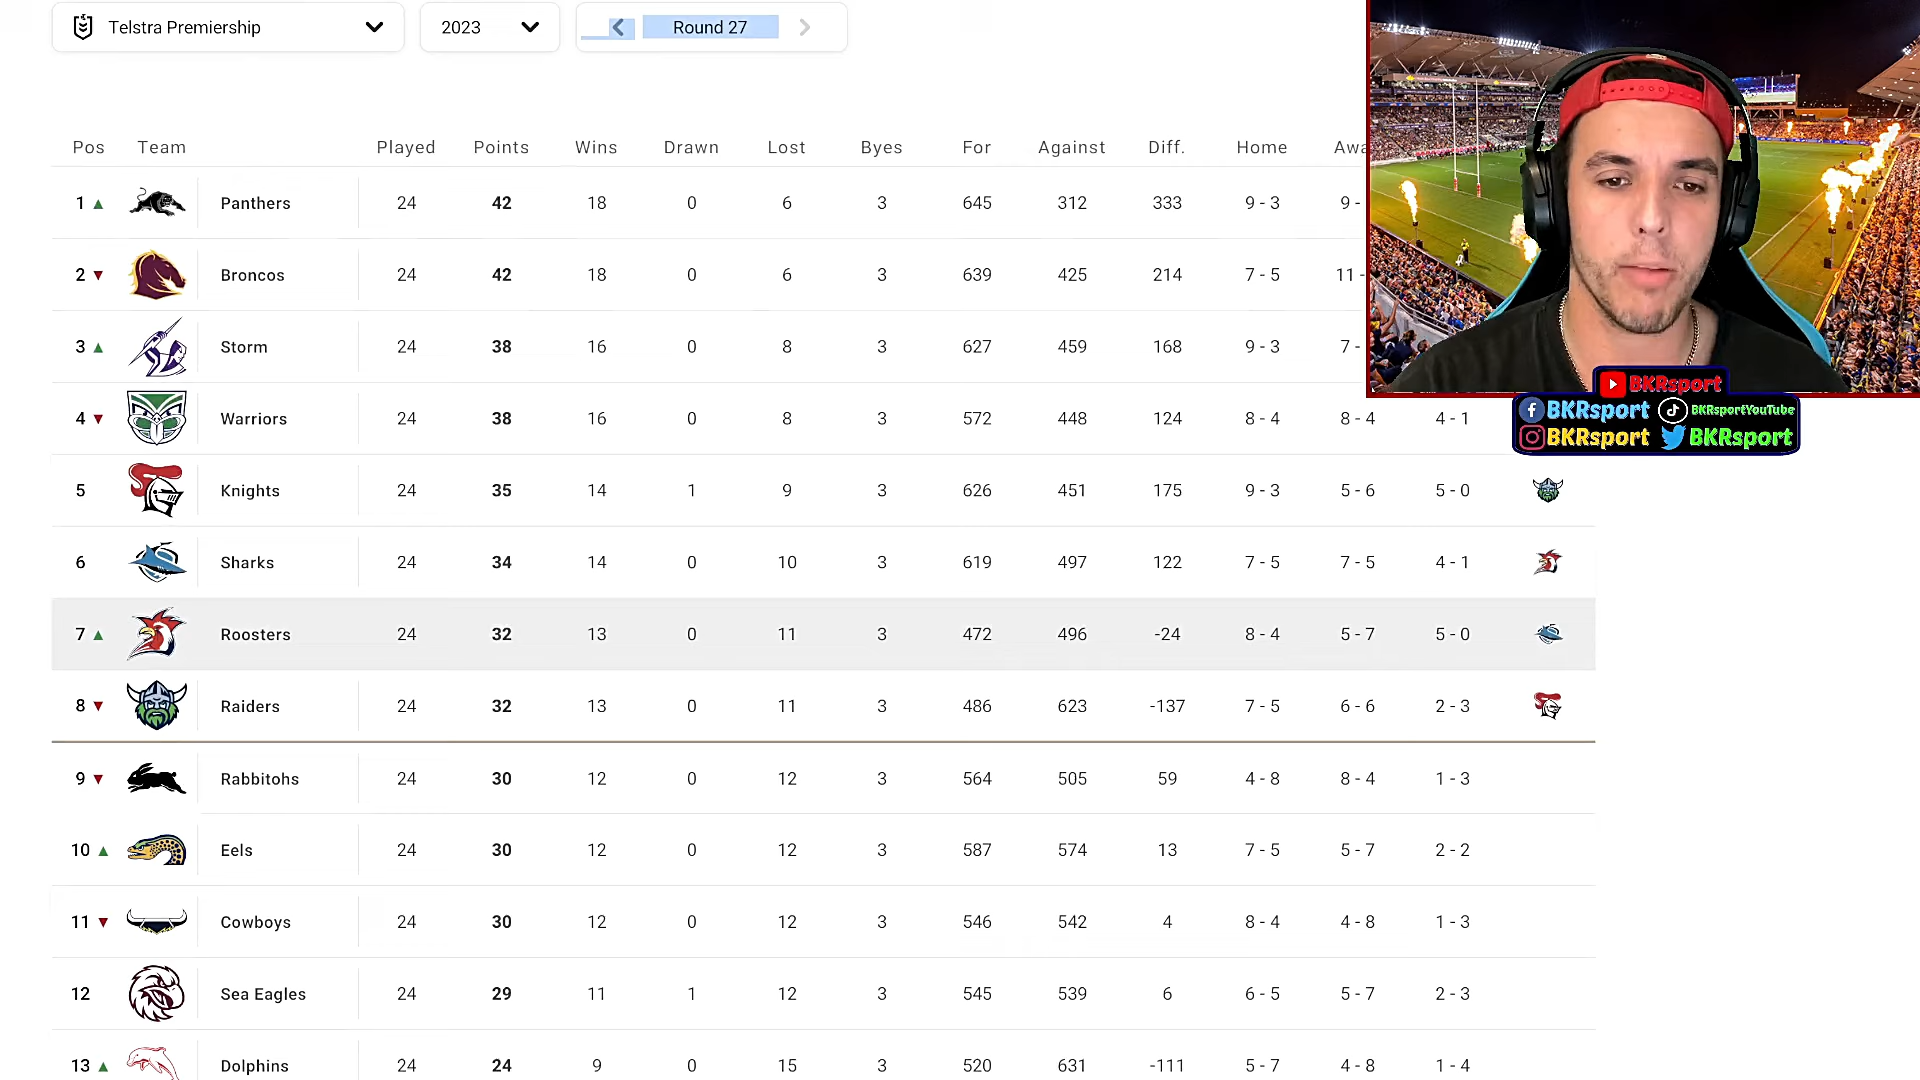 Telstra Premiership 2023 Round 27
Pos Team Played Points Wins Drawn Lost Byes For Against Diff. Home Awa
1 Panthers 24 42 18 0 6 3 645 312 333 9 - 3 9 -
2 Broncos 24 42 18 0 6 3 639 425 214 7 - 5 11 -
3 Storm 24 38 16 0 8 3 627 459 168 9 - 3 7 -
4 Warriors 24 38 16 0 8 3 572 448 124 8 - 4 8 - 4 4 - 1
5 Knights 24 35 14 1 9 3 626 451 175 9 - 3 5 - 6 5 - 0
6 Sharks 24 34 14 0 10 3 619 497 122 7 - 5 7 - 5 4 - 1
7 Roosters 24 32 13 0 11 3 472 496 -24 8 - 4 5 - 7 5 - 0
8 Raiders 24 32 13 0 11 3 486 623 -137 7 - 5 6 - 6 2 - 3
9 Rabbitohs 24 30 12 0 12 3 564 505 59 4 - 8 8 - 4 1 - 3
10 Eels 24 30 12 0 12 3 587 574 13 7 - 5 5 - 7 2 - 2
11 Cowboys 24 30 12 0 12 3 546 542 4 8 - 4 4 - 8 1 - 3
12 Sea Eagles 24 29 11 1 12 3 545 539 6 6 - 5 5 - 7 2 - 3
13 Dolphins 24 24 9 0 15 3 520 631 -111 5 - 7 4 - 8 1 - 4
BKRsport
BKRsport BKRsportYouTube
BKRsport BKRsport